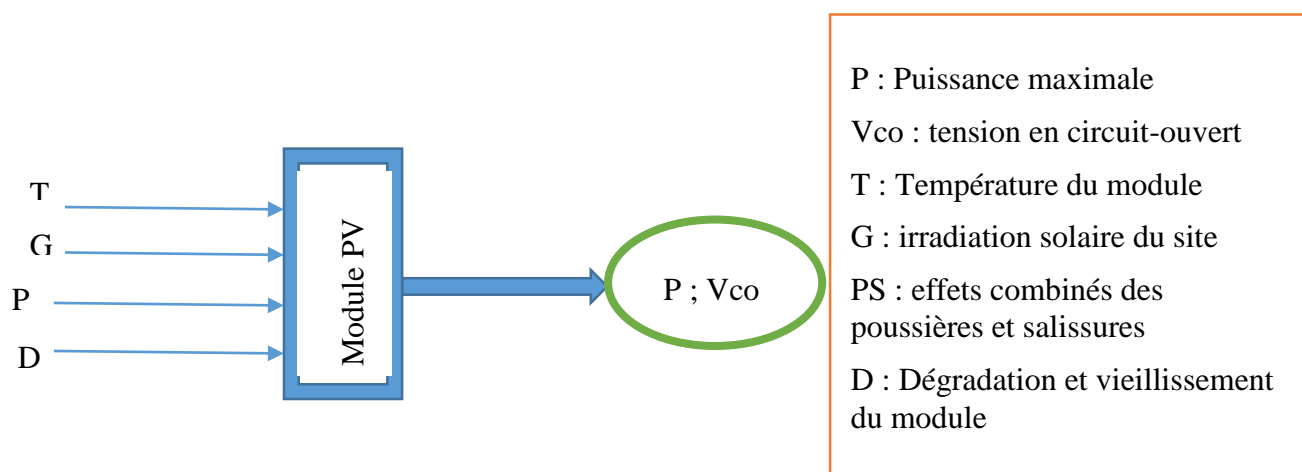 T
G
P
D
Module PV
P ; Vco
P : Puissance maximale
Vco : tension en circuit-ouvert
T : Température du module
G : irradiation solaire du site
PS : effets combinés des
poussières et salissures
D : Dégradation et vieillissement
du module